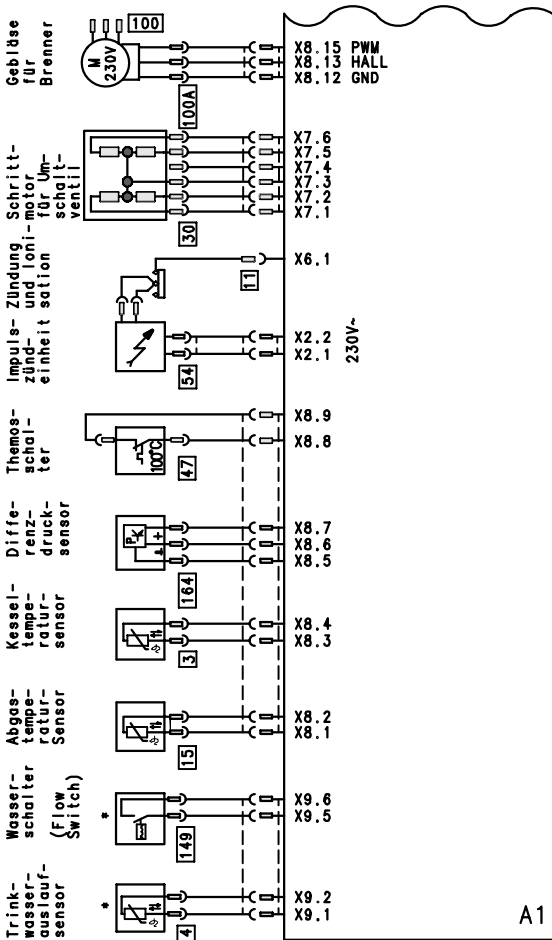 Gebläse
für
Brenner
100
M
230V
100A
X8.15 PWM
X8.13 HALL
X8.12 GND
Schritt-
motor
für Um-
schalt-
ventil
30
X7.6
X7.5
X7.4
X7.3
X7.2
X7.1
Zündung
und Ioni-
sation
11
X6.1
Impuls-
zünd-
einheit
54
X2.2
X2.1
230V~
Themos-
schal-
ter
100°C
47
X8.9
X8.8
Diffe-
renz-
druck-
sensor
P
K
+
⊥
164
X8.7
X8.6
X8.5
Kessel-
tempe-
ratur-
sensor
3
X8.4
X8.3
Abgas-
tempe-
ratur-
Sensor
15
X8.2
X8.1
Wasser-
schalter
(Flow
Switch)
*
149
X9.6
X9.5
Trink-
wasser-
auslauf-
sensor
*
4
X9.2
X9.1
A1